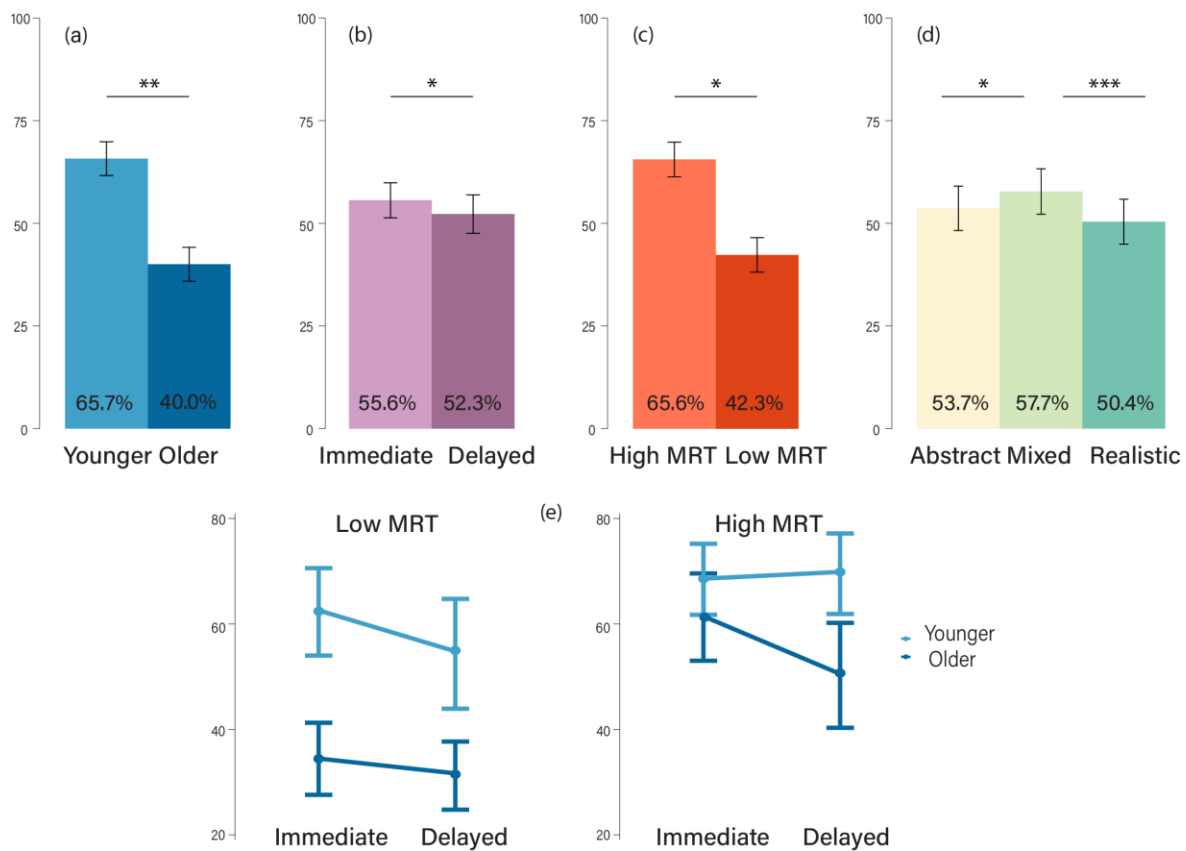 (a)
100
75
50
25
0
**
65.7%
40.0%
Younger Older
(b)
100
75
50
25
0
*
55.6%
52.3%
Immediate Delayed
(c)
100
75
50
25
0
*
65.6%
42.3%
High MRT Low MRT
(d)
100
75
50
25
0
*
***
53.7%
57.7%
50.4%
Abstract Mixed Realistic
(e)
Low MRT
80
60
40
20
Immediate Delayed
High MRT
80
60
40
20
Immediate Delayed
Younger
Older